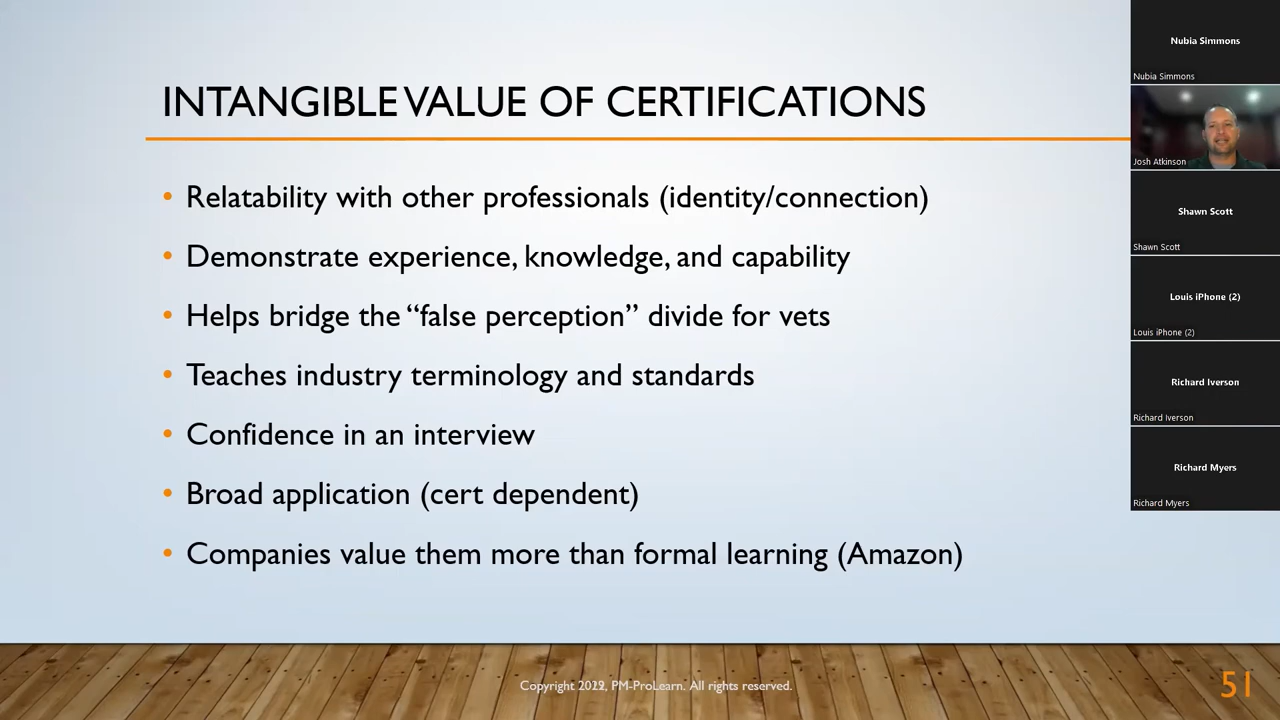 INTANGIBLE VALUE OF CERTIFICATIONS
• Relatability with other professionals (identity/connection)
• Demonstrate experience, knowledge, and capability
• Helps bridge the “false perception” divide for vets
• Teaches industry terminology and standards
• Confidence in an interview
• Broad application (cert dependent)
• Companies value them more than formal learning (Amazon)
Copyright PM-ProLearn. All rights reserved.
51
Nubia Simmons
Nubia Simmons
Josh Atkinson
Shawn Scott
Shawn Scott
Louis iPhone (2)
Louis iPhone (2)
Richard Iverson
Richard Iverson
Richard Myers
Richard Myers